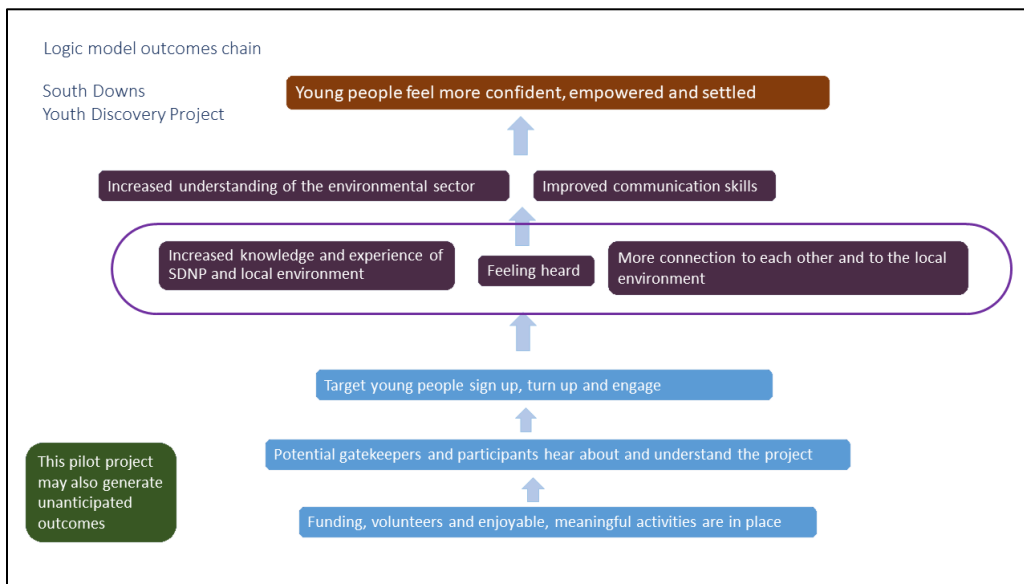 Logic model outcomes chain
South Downs
Youth Discovery Project
Young people feel more confident, empowered and settled
Increased understanding of the environmental sector
Improved communication skills
Increased knowledge and experience of
SDNP and local environment
Feeling heard
More connection to each other and to the local
environment
Target young people sign up, turn up and engage
Potential gatekeepers and participants hear about and understand the project
Funding, volunteers and enjoyable, meaningful activities are in place
This pilot project
may also generate
unanticipated
outcomes